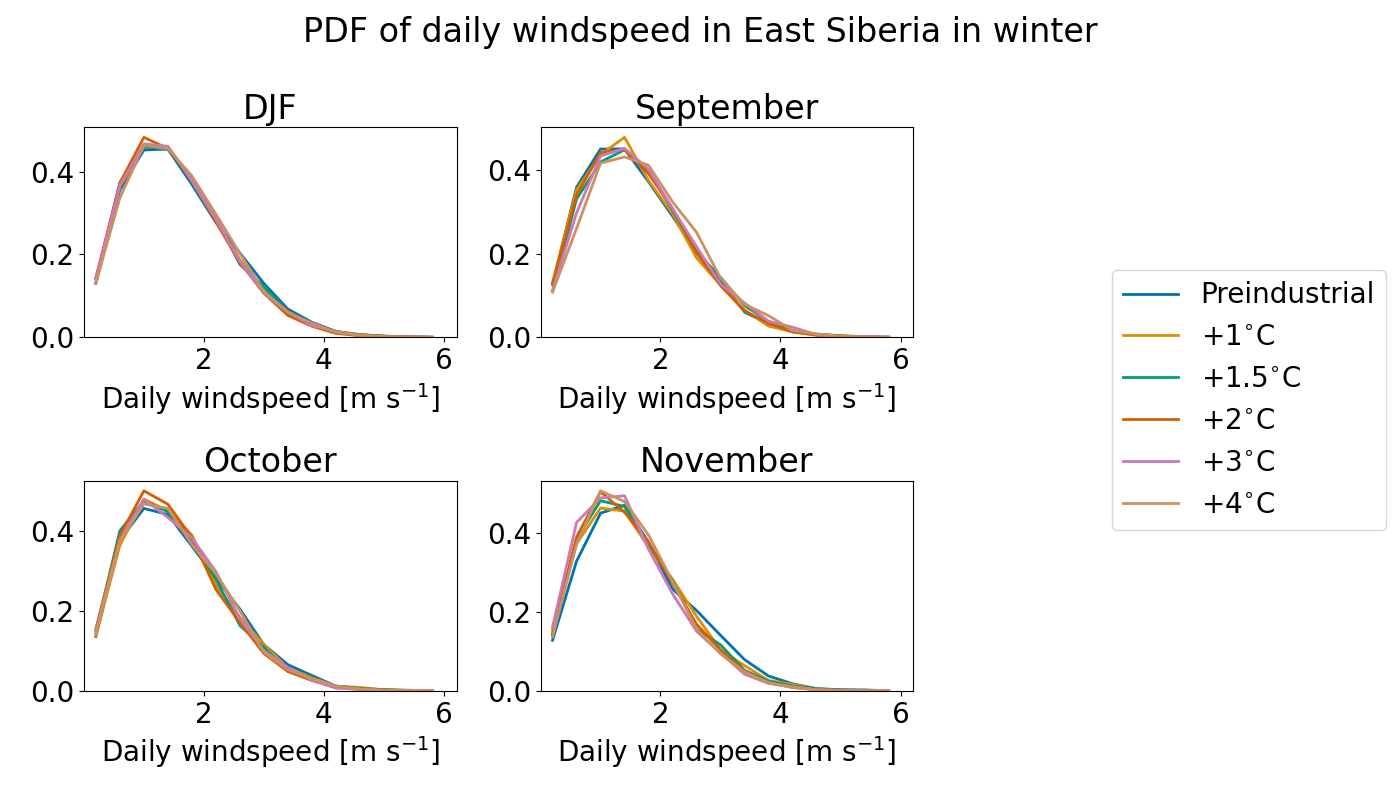 PDF of daily windspeed in East Siberia in winter
DJF
0.4
0.2
0.0
2 4 6
Daily windspeed [m s⁻¹]
September
0.4
0.2
0.0
2 4 6
Daily windspeed [m s⁻¹]
October
0.4
0.2
0.0
2 4 6
Daily windspeed [m s⁻¹]
November
0.4
0.2
0.0
2 4 6
Daily windspeed [m s⁻¹]
Preindustrial
+1°C
+1.5°C
+2°C
+3°C
+4°C